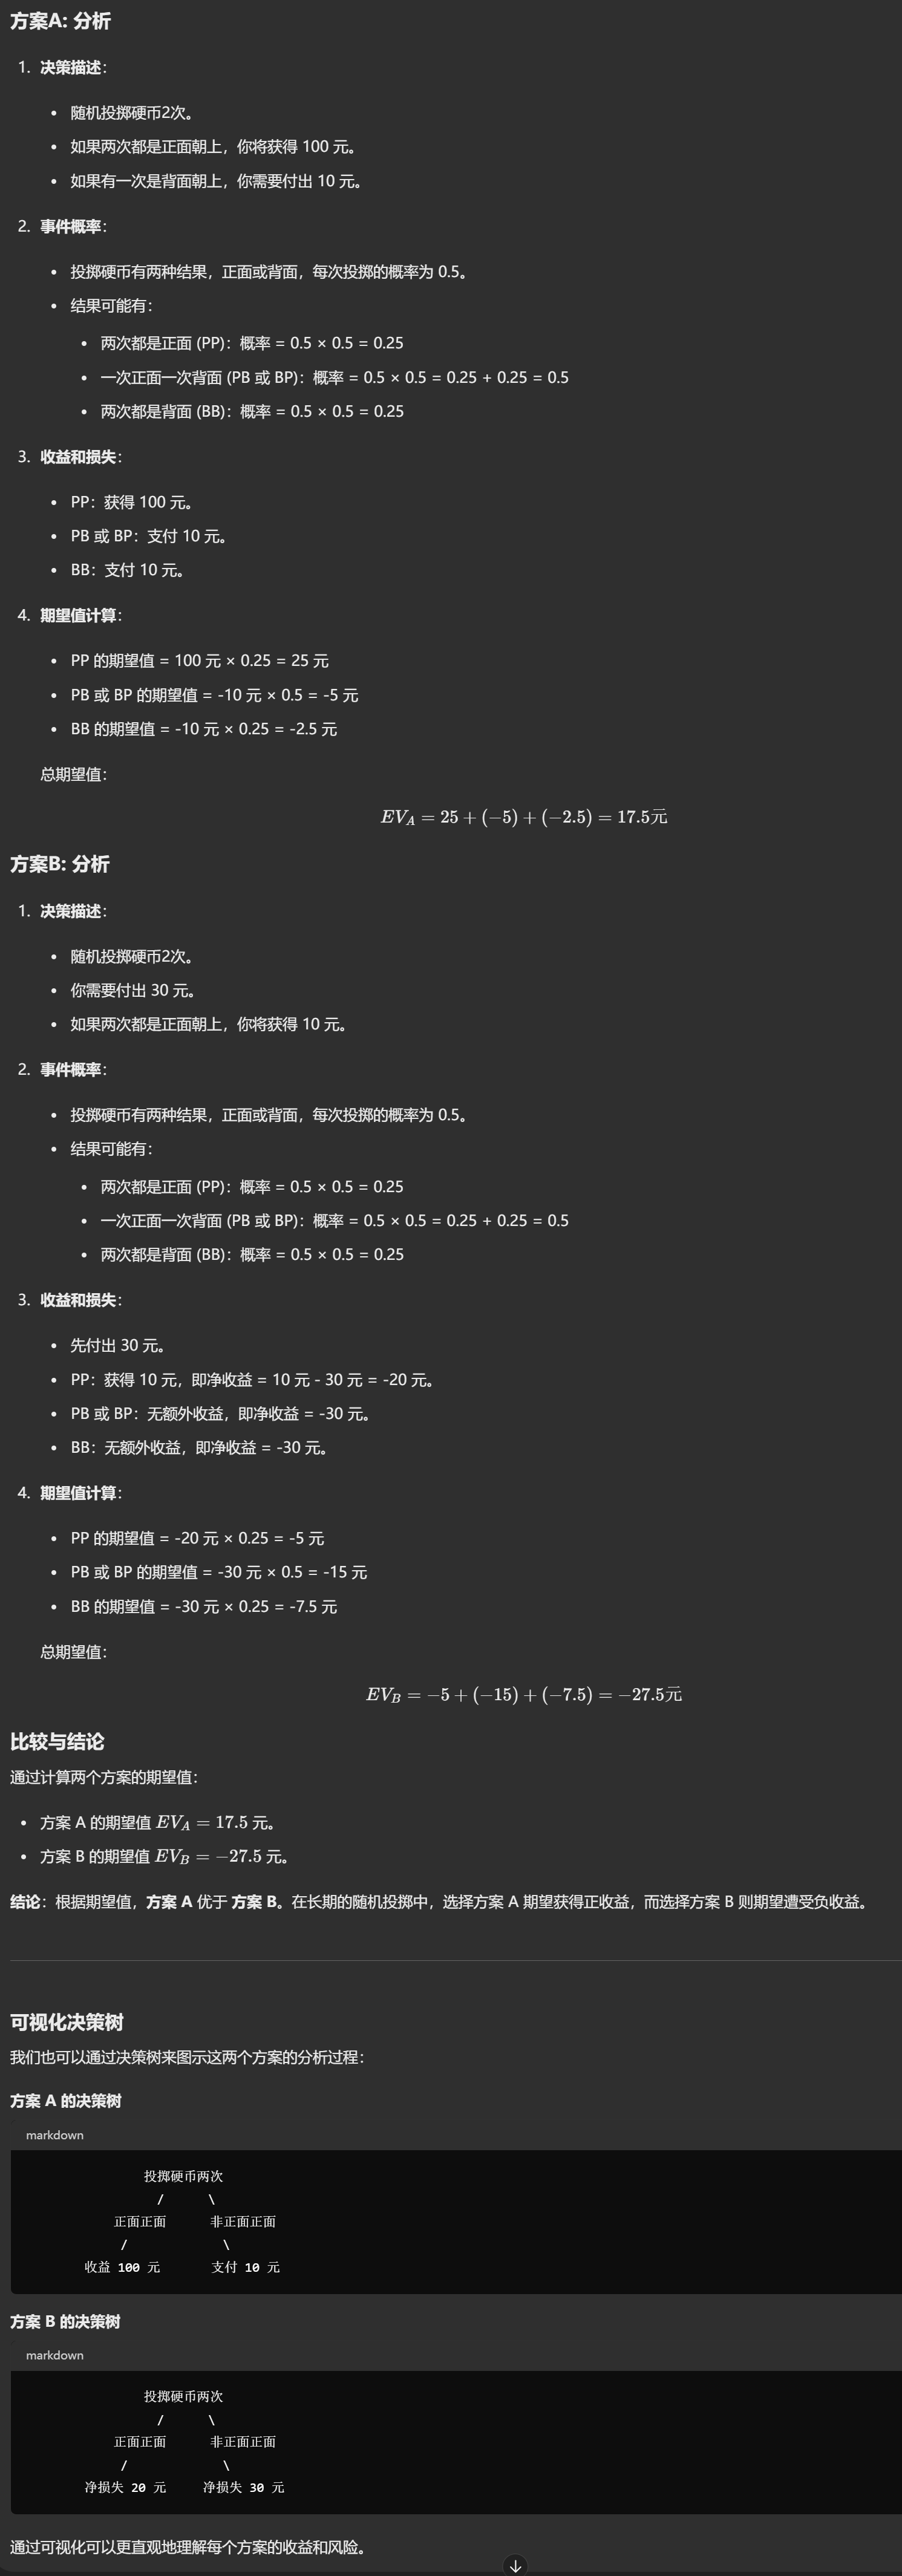 方案A: 分析
1. 决策描述：
• 随机投掷硬币2次。
• 如果两次都是正面朝上，你将获得 100 元。
• 如果有一次是背面朝上，你需要付出 10 元。
2. 事件概率：
• 投掷硬币有两种结果，正面或背面，每次投掷的概率为 0.5。
• 结果可能有：
• 两次都是正面 (PP)：概率 = 0.5 × 0.5 = 0.25
• 一次正面一次背面 (PB 或 BP)：概率 = 0.5 × 0.5 = 0.25 + 0.25 = 0.5
• 两次都是背面 (BB)：概率 = 0.5 × 0.5 = 0.25
3. 收益和损失：
• PP：获得 100 元。
• PB 或 BP：支付 10 元。
• BB：支付 10 元。
4. 期望值计算：
• PP 的期望值 = 100 元 × 0.25 = 25 元
• PB 或 BP 的期望值 = -10 元 × 0.5 = -5 元
• BB 的期望值 = -10 元 × 0.25 = -2.5 元
总期望值：
EV_A = 25 + (−5) + (−2.5) = 17.5元
方案B: 分析
1. 决策描述：
• 随机投掷硬币2次。
• 你需要付出 30 元。
• 如果两次都是正面朝上，你将获得 10 元。
2. 事件概率：
• 投掷硬币有两种结果，正面或背面，每次投掷的概率为 0.5。
• 结果可能有：
• 两次都是正面 (PP)：概率 = 0.5 × 0.5 = 0.25
• 一次正面一次背面 (PB 或 BP)：概率 = 0.5 × 0.5 = 0.25 + 0.25 = 0.5
• 两次都是背面 (BB)：概率 = 0.5 × 0.5 = 0.25
3. 收益和损失：
• 先付出 30 元。
• PP：获得 10 元，即净收益 = 10 元 - 30 元 = -20 元。
• PB 或 BP：无额外收益，即净收益 = -30 元。
• BB：无额外收益，即净收益 = -30 元。
4. 期望值计算：
• PP 的期望值 = -20 元 × 0.25 = -5 元
• PB 或 BP 的期望值 = -30 元 × 0.5 = -15 元
• BB 的期望值 = -30 元 × 0.25 = -7.5 元
总期望值：
EV_B = −5 + (−15) + (−7.5) = −27.5元
比较与结论
通过计算两个方案的期望值：
• 方案 A 的期望值 EV_A = 17.5 元。
• 方案 B 的期望值 EV_B = −27.5 元。
结论：根据期望值，方案 A 优于 方案 B。在长期的随机投掷中，选择方案 A 期望获得正收益，而选择方案 B 则期望遭受负收益。
可视化决策树
我们也可以通过决策树来图示这两个方案的分析过程：
方案 A 的决策树
markdown
投掷硬币两次
/ \
正面正面 非正面正面
/ \
收益 100 元 支付 10 元
方案 B 的决策树
markdown
投掷硬币两次
/ \
正面正面 非正面正面
/ \
净损失 20 元 净损失 30 元
通过可视化可以更直观地理解每个方案的收益和风险。